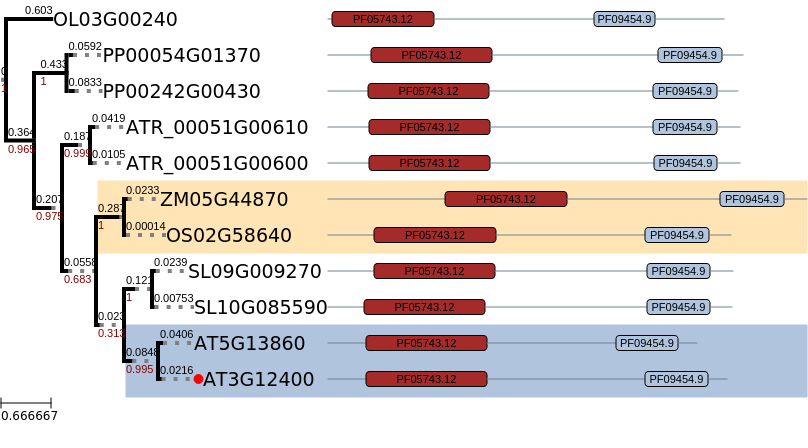 0.603 OL03G00240 PF05743.12 PF09454.9
0.0592 PP00054G01370 PF05743.12 PF09454.9
0.433
1
0.0833 PP00242G00430 PF05743.12 PF09454.9
0.0419 ATR_00051G00610 PF05743.12 PF09454.9
0.364 0.187
0.965 0.999
0.0105 ATR_00051G00600 PF05743.12 PF09454.9
0.0233 ZM05G44870 PF05743.12 PF09454.9
0.207 0.287
0.975 1
0.00014 OS02G58640 PF05743.12 PF09454.9
0.0558 0.0239 SL09G009270 PF05743.12 PF09454.9
0.683
0.121
1
0.00753 SL10G085590 PF05743.12 PF09454.9
0.023
0.313
0.0406 AT5G13860 PF05743.12 PF09454.9
0.0848
0.995
0.0216 AT3G12400 PF05743.12 PF09454.9
0.666667